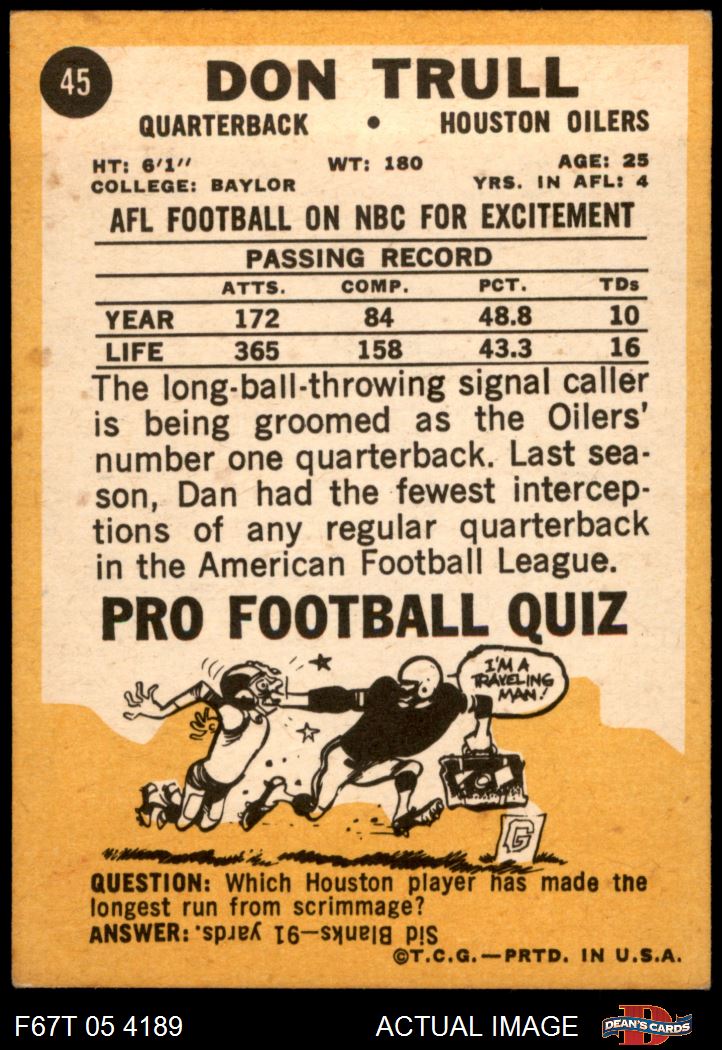 45
DON TRULL
QUARTERBACK • HOUSTON OILERS
HT: 6'1" WT: 180 AGE: 25
COLLEGE: BAYLOR YRS. IN AFL: 4
AFL FOOTBALL ON NBC FOR EXCITEMENT
PASSING RECORD
ATTS. COMP. PCT. TDs
YEAR 172 84 48.8 10
LIFE 365 158 43.3 16
The long-ball-throwing signal caller
is being groomed as the Oilers'
number one quarterback. Last sea-
son, Dan had the fewest intercep-
tions of any regular quarterback
in the American Football League.
PRO FOOTBALL QUIZ
I'M A
TRAVELING
MAN!
G
QUESTION: Which Houston player has made the
longest run from scrimmage?
ANSWER: Sid Blanks—91 yards.
©T.C.G.—PRTD. IN U.S.A.
F67T 05 4189 ACTUAL IMAGE D DEAN'S CARDS